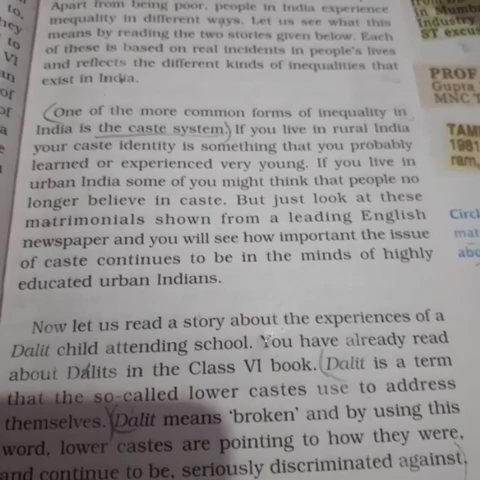 Apart from being poor, people in India experience
inequality in different ways. Let us see what this
means by reading the two stories given below. Each
of these is based on real incidents in people's lives
and reflects the different kinds of inequalities that
exist in India.
One of the more common forms of inequality in
India is the caste system. If you live in rural India
your caste identity is something that you probably
learned or experienced very young. If you live in
urban India some of you might think that people no
longer believe in caste. But just look at these
matrimonials shown from a leading English
newspaper and you will see how important the issue
of caste continues to be in the minds of highly
educated urban Indians.
Now let us read a story about the experiences of a
Dalit child attending school. You have already read
about Dalits in the Class VI book. Dalit is a term
that the so-called lower castes use to address
themselves. Dalit means 'broken' and by using this
word, lower castes are pointing to how they were,
and continue to be, seriously discriminated against.
to,
to
VI
an
of
of
a
in Mumba
Industry
ST excus
PROF
Gupta
MNC T
TAM
1981
ram,
Circl
mat
abo